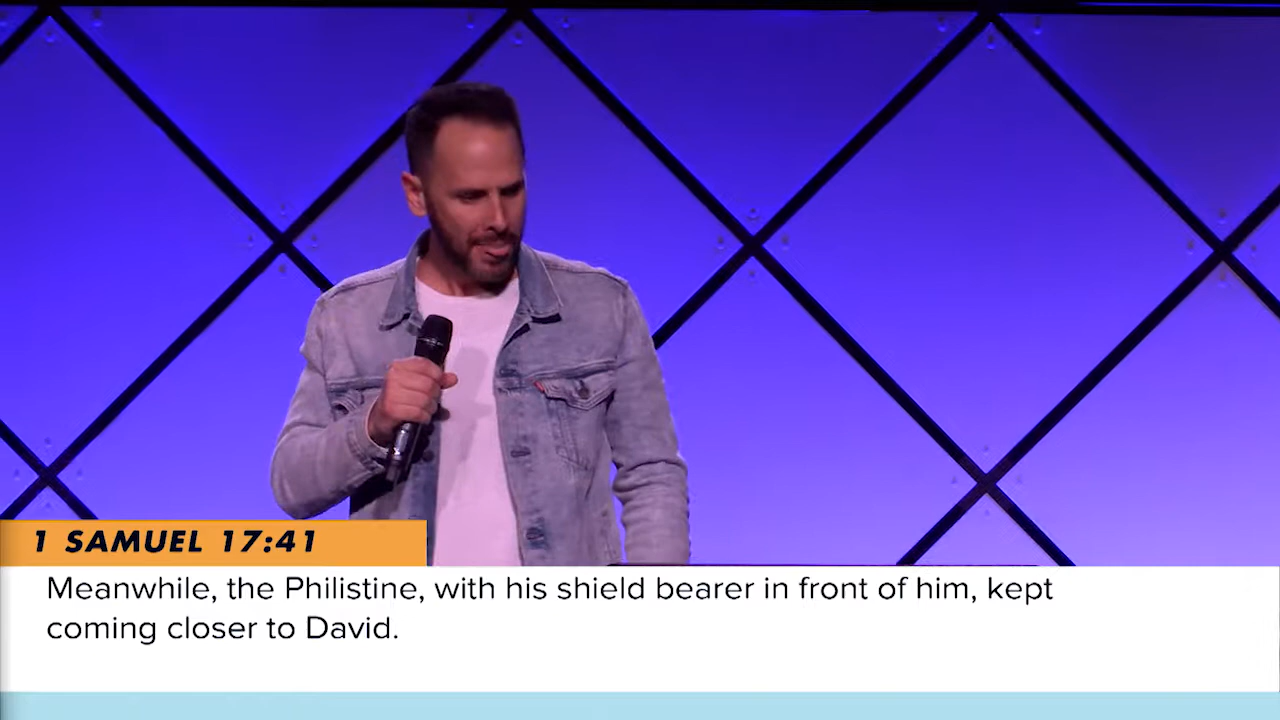 1 SAMUEL 17:41
Meanwhile, the Philistine, with his shield bearer in front of him, kept
coming closer to David.